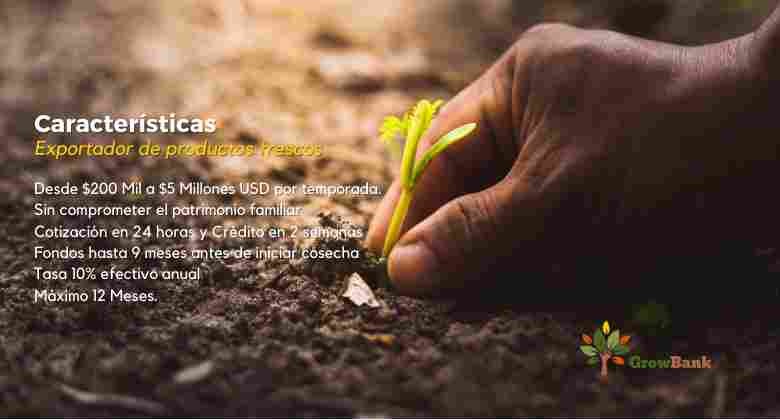 Características
Exportador de productos frescos
Desde $200 Mil a $5 Millones USD por temporada.
Sin comprometer el patrimonio familiar.
Cotización en 24 horas y Crédito en 2 semanas
Fondos hasta 9 meses antes de iniciar cosecha
Tasa 10% efectivo anual
Máximo 12 Meses.
GrowBank